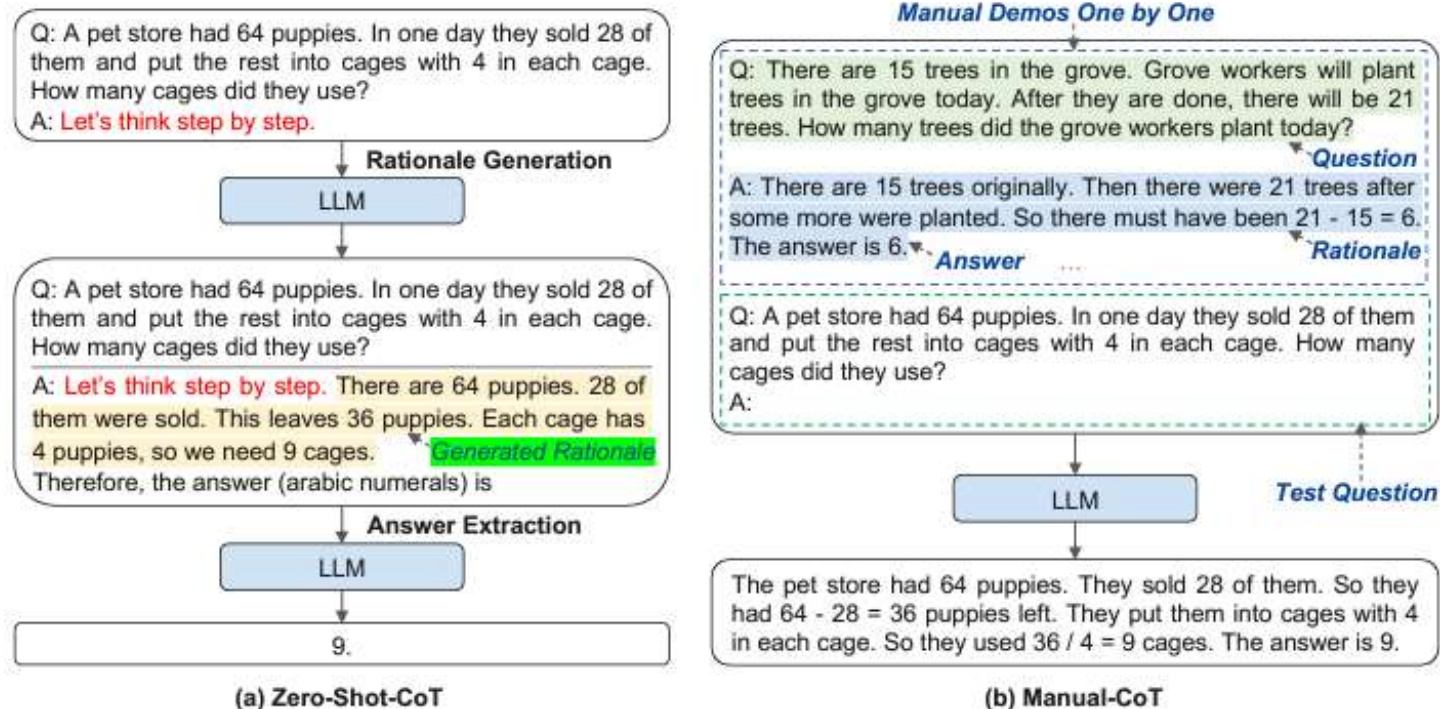 Q: A pet store had 64 puppies. In one day they sold 28 of
them and put the rest into cages with 4 in each cage.
How many cages did they use?
A: Let's think step by step.
Rationale Generation
LLM
Q: A pet store had 64 puppies. In one day they sold 28 of
them and put the rest into cages with 4 in each cage.
How many cages did they use?
A: Let's think step by step. There are 64 puppies. 28 of
them were sold. This leaves 36 puppies. Each cage has
4 puppies, so we need 9 cages.
Generated Rationale
Therefore, the answer (arabic numerals) is
Answer Extraction
LLM
9.
(a) Zero-Shot-CoT
Manual Demos One by One
Q: There are 15 trees in the grove. Grove workers will plant
trees in the grove today. After they are done, there will be 21
trees. How many trees did the grove workers plant today?
Question
A: There are 15 trees originally. Then there were 21 trees after
some more were planted. So there must have been 21 - 15 = 6.
The answer is 6.
Answer ...
Rationale
Q: A pet store had 64 puppies. In one day they sold 28 of them
and put the rest into cages with 4 in each cage. How many
cages did they use?
A:
LLM
Test Question
The pet store had 64 puppies. They sold 28 of them. So they
had 64 - 28 = 36 puppies left. They put them into cages with 4
in each cage. So they used 36 / 4 = 9 cages. The answer is 9.
(b) Manual-CoT